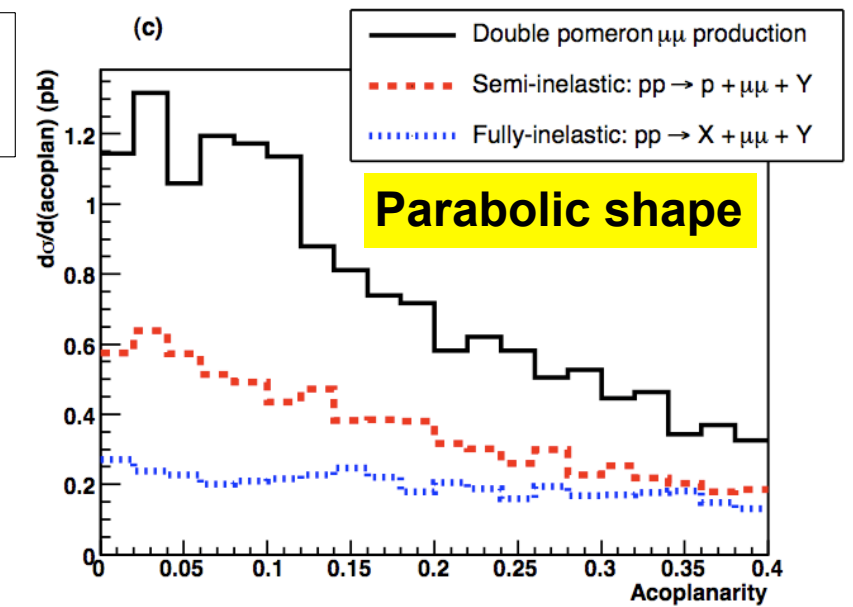 (c)
Double pomeron μμ production
Semi-inelastic: pp → p + μμ + Y
Fully-inelastic: pp → X + μμ + Y
Parabolic shape
dσ/d(acoplan) (pb)
1.2
1
0.8
0.6
0.4
0.2
0
0 0.05 0.1 0.15 0.2 0.25 0.3 0.35 0.4
Acoplanarity